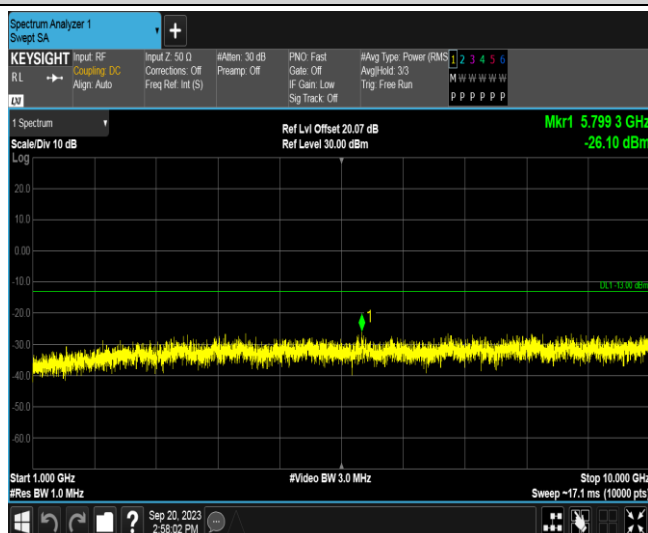 Spectrum Analyzer 1
Swept SA
KEYSIGHT Input: RF Input Z: 50 Ω #Atten: 30 dB PNO: Fast #Avg Type: Power (RMS 1 2 3 4 5 6
R L Coupling: DC Corrections: Off Preamp: Off Gate: Off Avg|Hold: 3/3 M W W W W W
Align: Auto Freq Ref: Int (S) IF Gain: Low Trig: Free Run
Sig Track: Off P P P P P P
LXI
1 Spectrum Ref Lvl Offset 20.07 dB Mkr1 5.799 3 GHz
Scale/Div 10 dB Ref Level 30.00 dBm -26.10 dBm
Log
20.0
10.0
0.00
-10.0
DL1 -13.00 dBm
-20.0
1
-30.0
-40.0
-50.0
-60.0
Start 1.000 GHz #Video BW 3.0 MHz Stop 10.000 GHz
#Res BW 1.0 MHz Sweep ~17.1 ms (10000 pts)
? Sep 20, 2023
2:58:02 PM